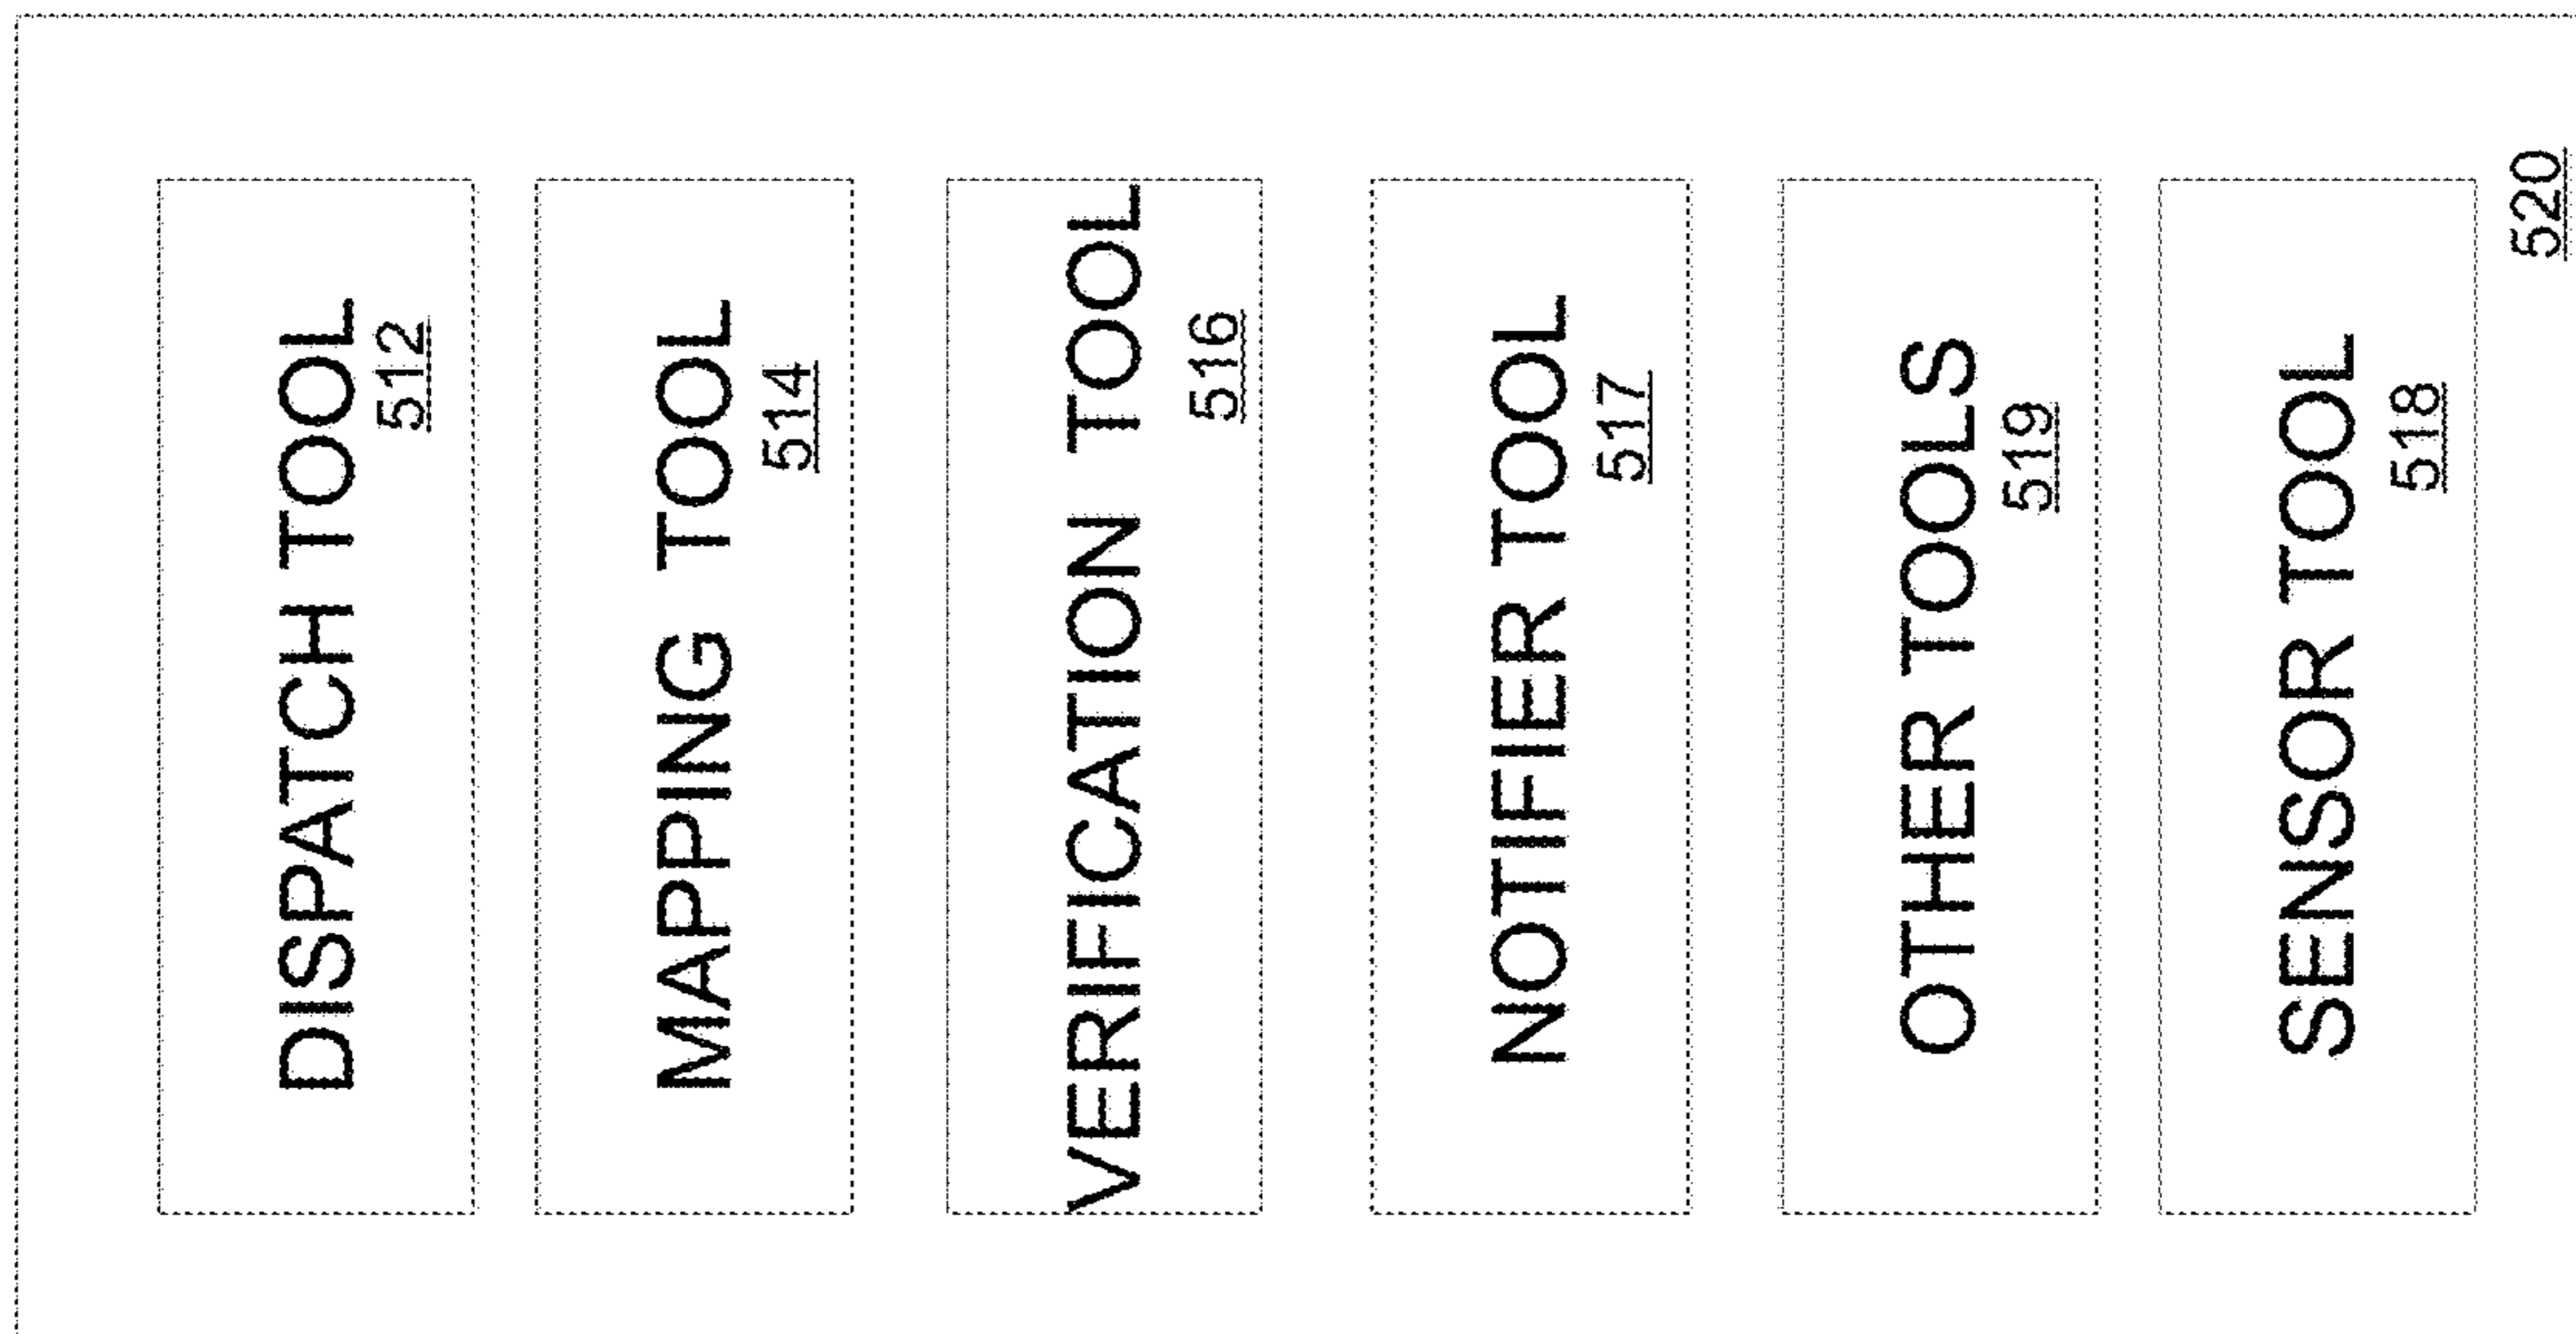 DISPATCH TOOL
512
MAPPING TOOL
514
VERIFICATION TOOL
516
NOTIFIER TOOL
517
OTHER TOOLS
519
SENSOR TOOL
518
520